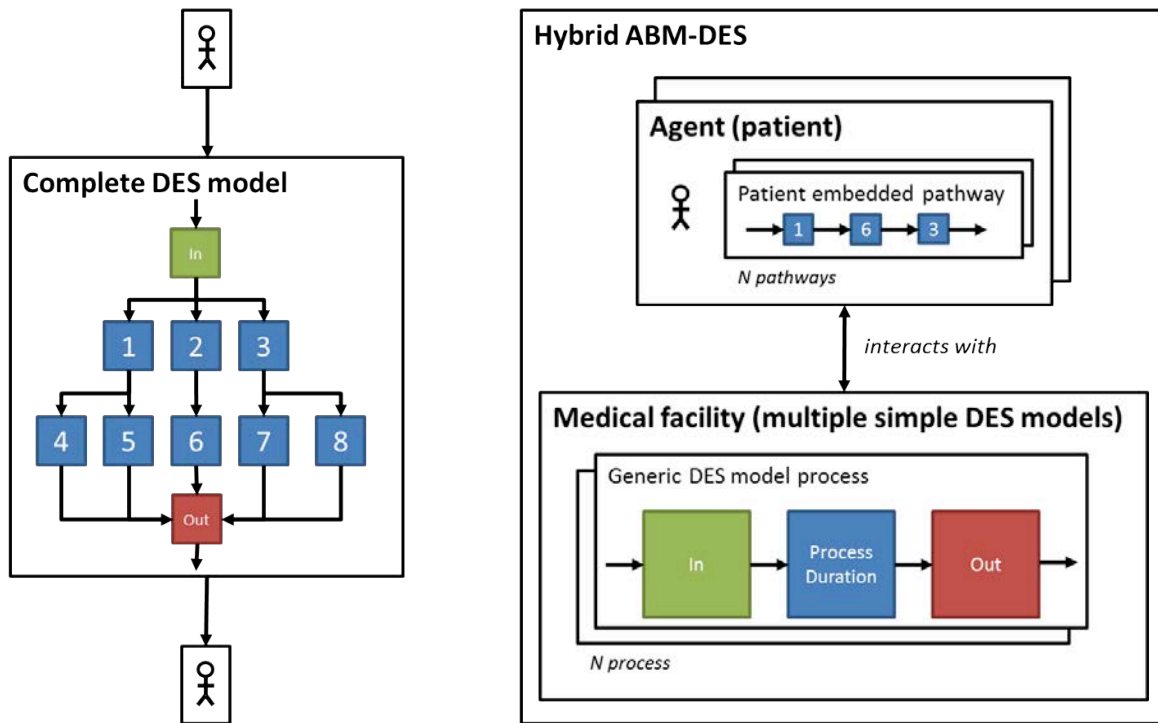 Complete DES model
In
1 2 3
4 5 6 7 8
Out
Hybrid ABM-DES
Agent (patient)
Patient embedded pathway
1 6 3
N pathways
interacts with
Medical facility (multiple simple DES models)
Generic DES model process
In
Process
Duration
Out
N process